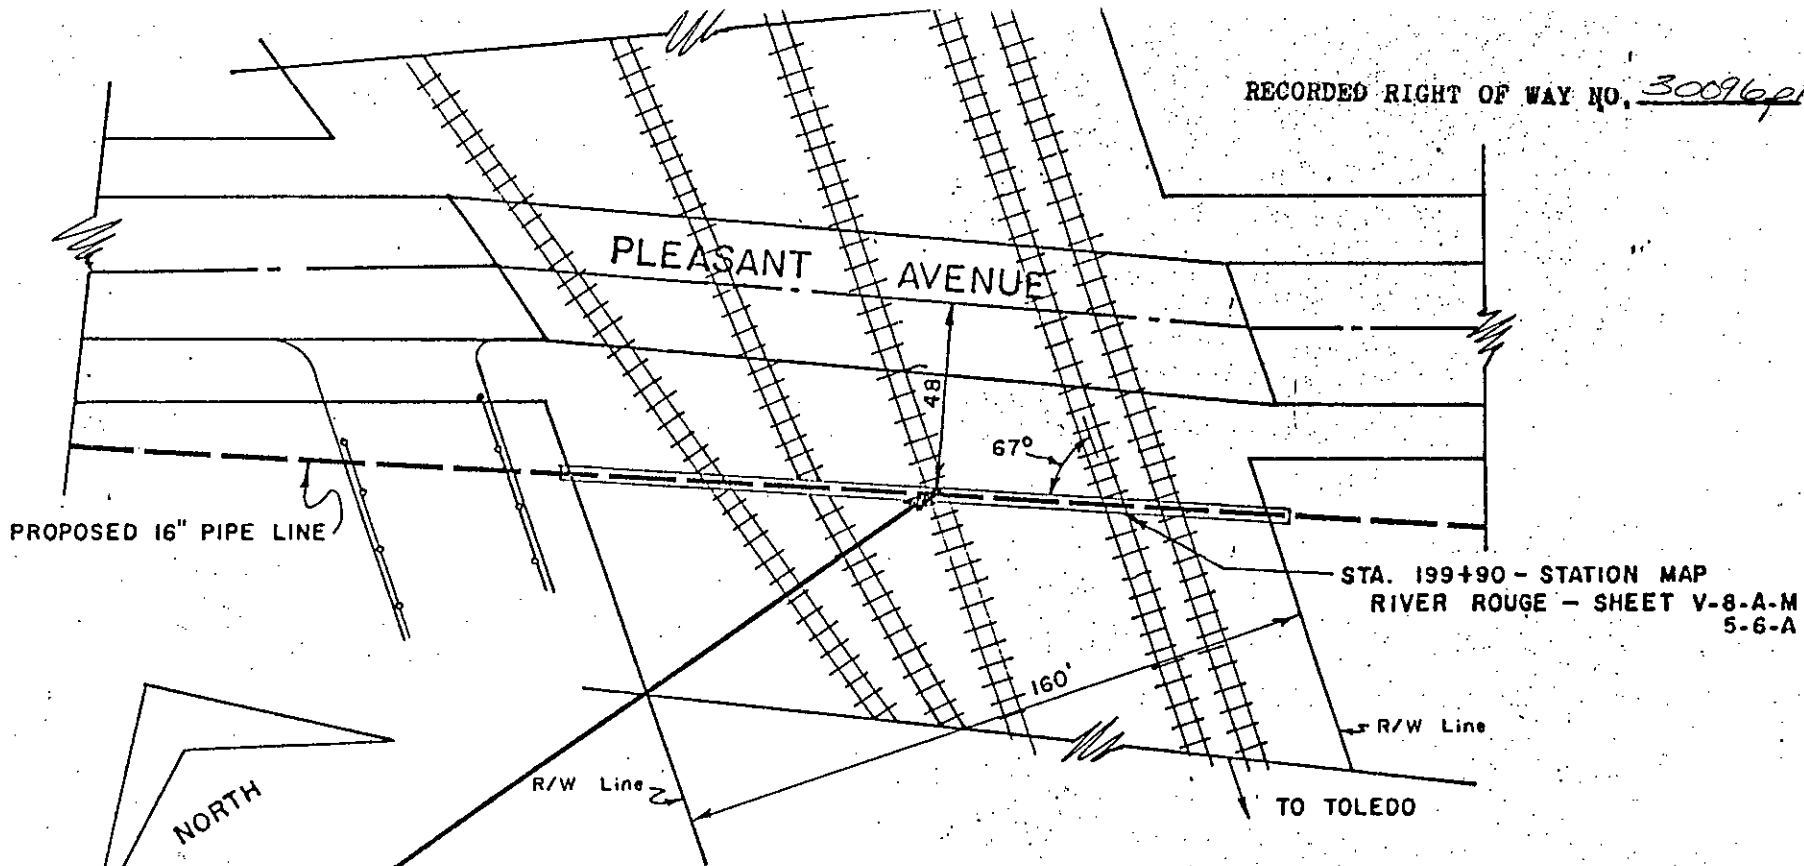 RECORDED RIGHT OF WAY NO.
PLEASANT AVENUE
48
67°
PROPOSED 16" PIPE LINE
STA. 199+90 - STATION MAP
RIVER ROUGE - SHEET V-8-A-M
5-6-A
160'
R/W Line
R/W Line
TO TOLEDO
NORTH